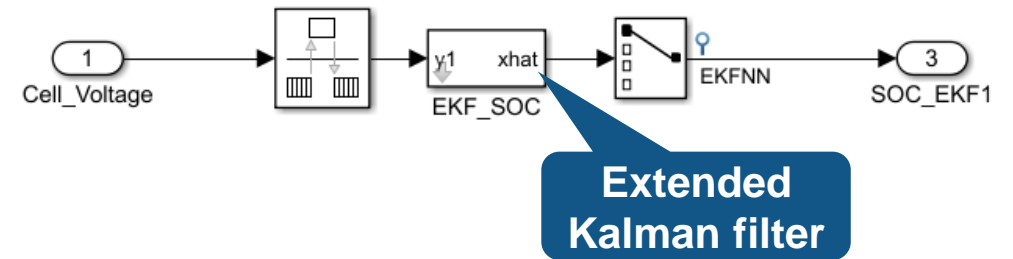 1
Cell_Voltage
y1 xhat
EKF_SOC
EKFNN
3
SOC_EKF1
Extended
Kalman filter